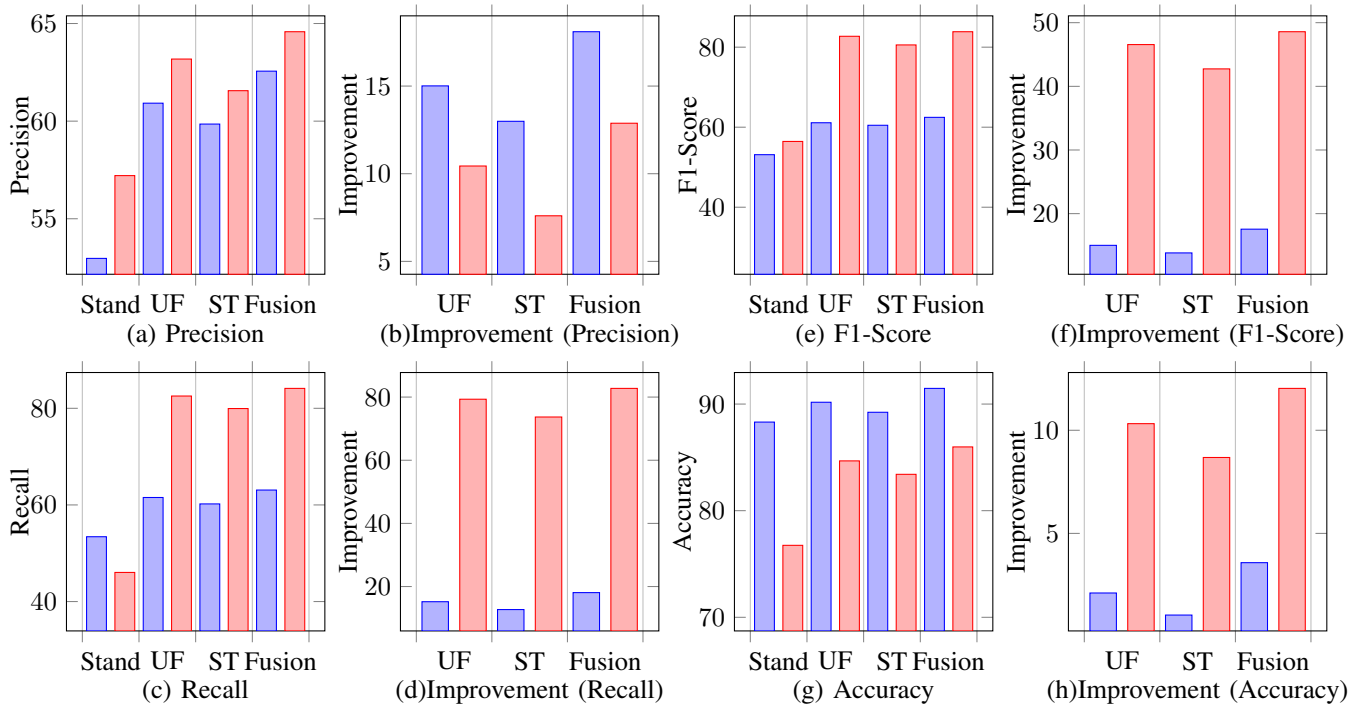 65
60
55
Precision
Stand UF ST Fusion
(a) Precision
15
10
5
Improvement
UF ST Fusion
(b)Improvement (Precision)
80
60
40
F1-Score
Stand UF ST Fusion
(e) F1-Score
50
40
30
20
Improvement
UF ST Fusion
(f)Improvement (F1-Score)
80
60
40
Recall
Stand UF ST Fusion
(c) Recall
80
60
40
20
Improvement
UF ST Fusion
(d)Improvement (Recall)
90
80
70
Accuracy
Stand UF ST Fusion
(g) Accuracy
10
5
Improvement
UF ST Fusion
(h)Improvement (Accuracy)